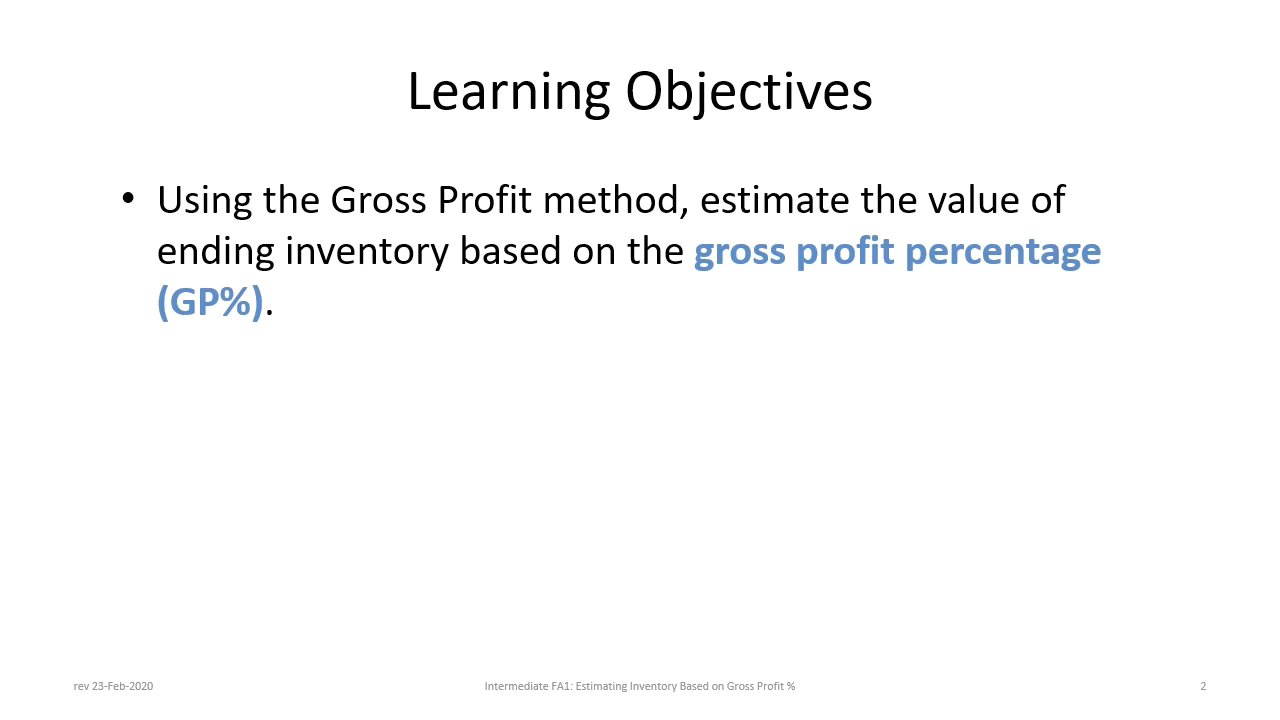 Learning Objectives
• Using the Gross Profit method, estimate the value of
ending inventory based on the gross profit percentage
(GP%).
rev 23-Feb-2020
Intermediate FA1: Estimating Inventory Based on Gross Profit %
2